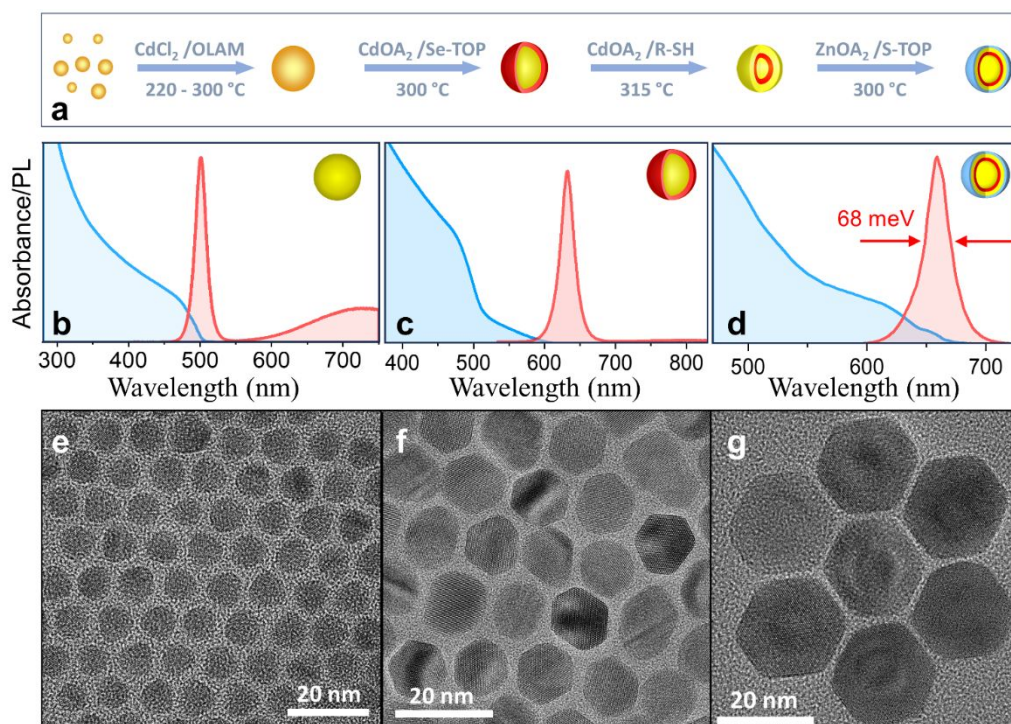 CdCl₂ /OLAM
220 - 300 °C
CdOA₂ /Se-TOP
300 °C
CdOA₂ /R-SH
315 °C
ZnOA₂ /S-TOP
300 °C
a
Absorbance/PL
b
300 400 500 600 700
Wavelength (nm)
c
400 500 600 700 800
Wavelength (nm)
68 meV
d
500 600 700
Wavelength (nm)
e
20 nm
f
20 nm
g
20 nm